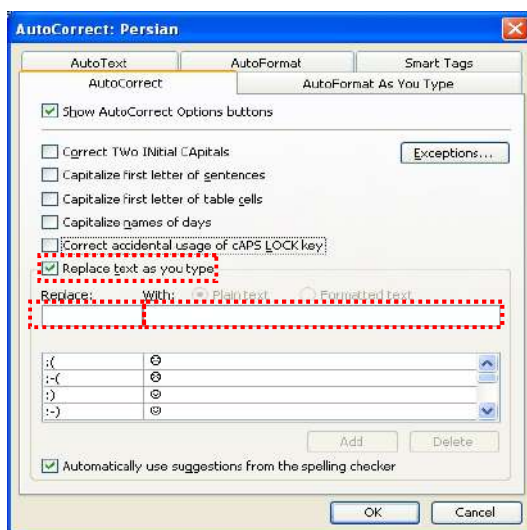 AutoCorrect: Persian
AutoText AutoFormat Smart Tags
AutoCorrect AutoFormat As You Type
Show AutoCorrect Options buttons
Correct TWo INitial CApitals Exceptions...
Capitalize first letter of sentences
Capitalize first letter of table cells
Capitalize names of days
Correct accidental usage of cAPS LOCK key
Replace text as you type
Replace: With: Plain text Formatted text
:( ☹
:-( ☹
:) ☺
:-) ☺
Add Delete
Automatically use suggestions from the spelling checker
OK Cancel